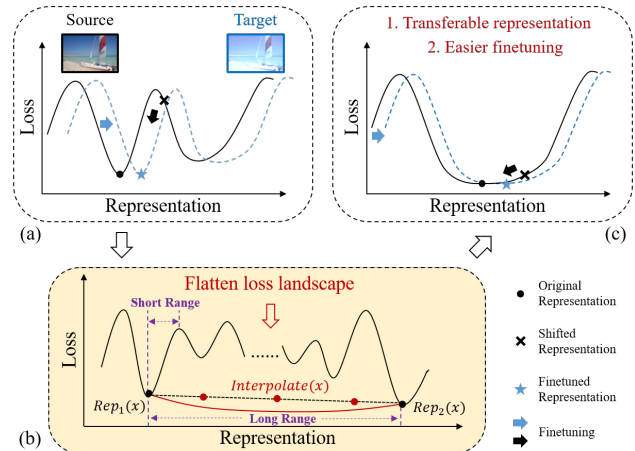 Source
Target
Loss
Representation
(a)
1. Transferable representation
2. Easier finetuning
Loss
Representation
(c)
Flatten loss landscape
Short Range
Loss
......
Interpolate(x)
Rep1(x)
Rep2(x)
Long Range
(b)
Representation
Original
Representation
Shifted
Representation
Finetuned
Representation
Finetuning